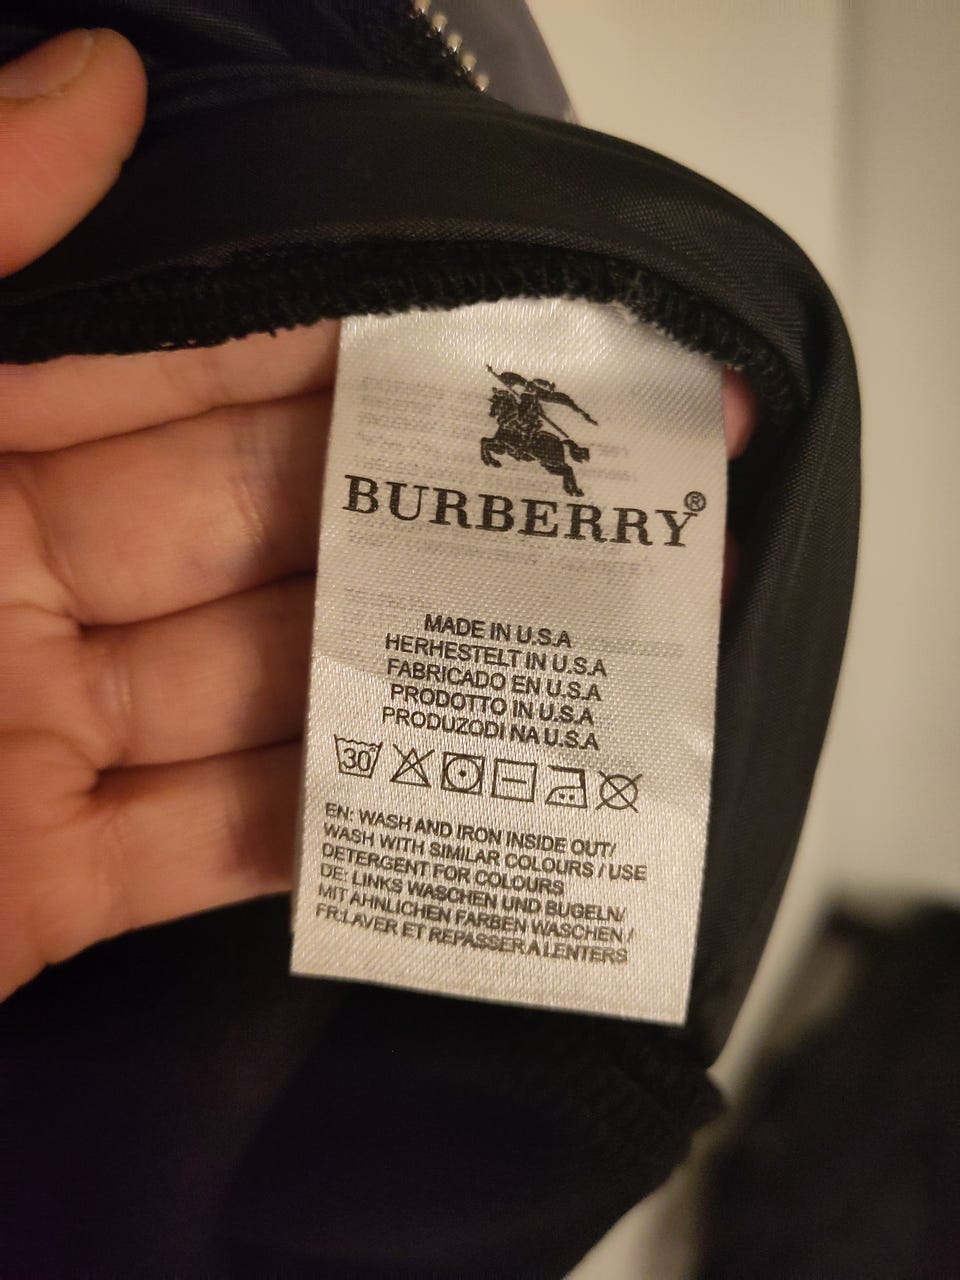 BURBERRY®
MADE IN U.S.A
HERHESTELT IN U.S.A
FABRICADO EN U.S.A
PRODOTTO IN U.S.A
PRODUZODI NA U.S.A
30
EN: WASH AND IRON INSIDE OUT/
WASH WITH SIMILAR COLOURS / USE
DETERGENT FOR COLOURS
DE: LINKS WASCHEN UND BUGELN/
MIT AHNLICHEN FARBEN WASCHEN /
FR:LAVER ET REPASSER A LENTERS